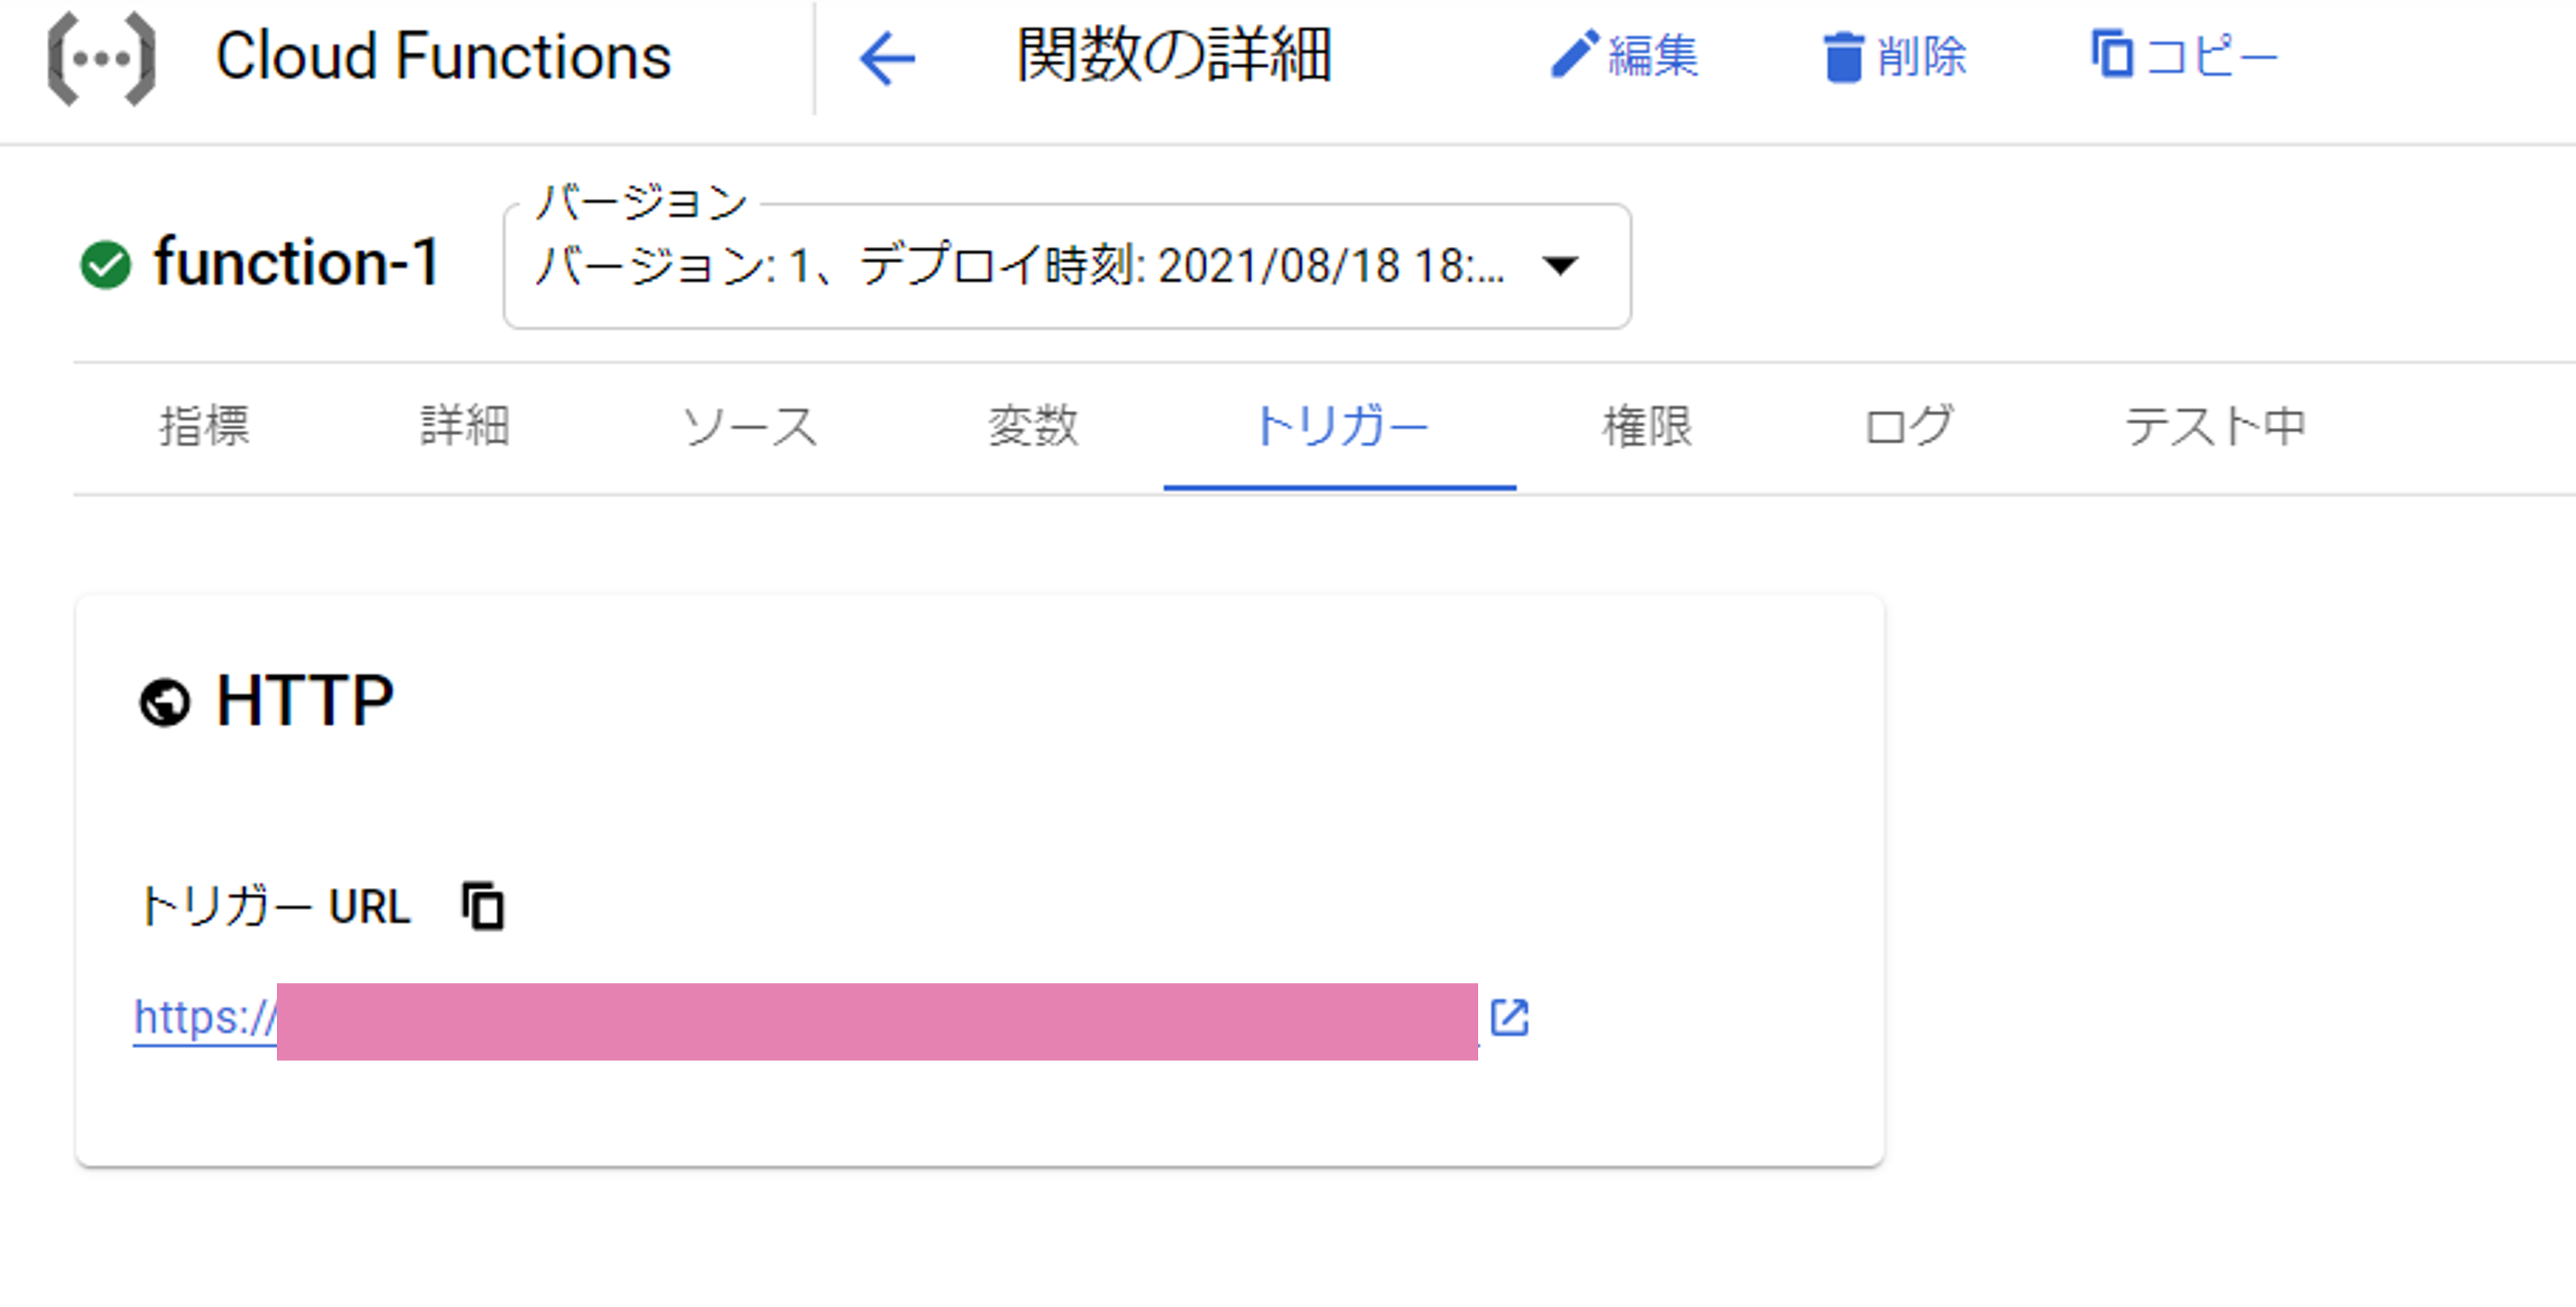 Cloud Functions 関数の詳細 編集 削除 コピー
バージョン
function-1 バージョン: 1、デプロイ時刻: 2021/08/18 18:...
指標 詳細 ソース 変数 トリガー 権限 ログ テスト中
HTTP
トリガー URL
https://